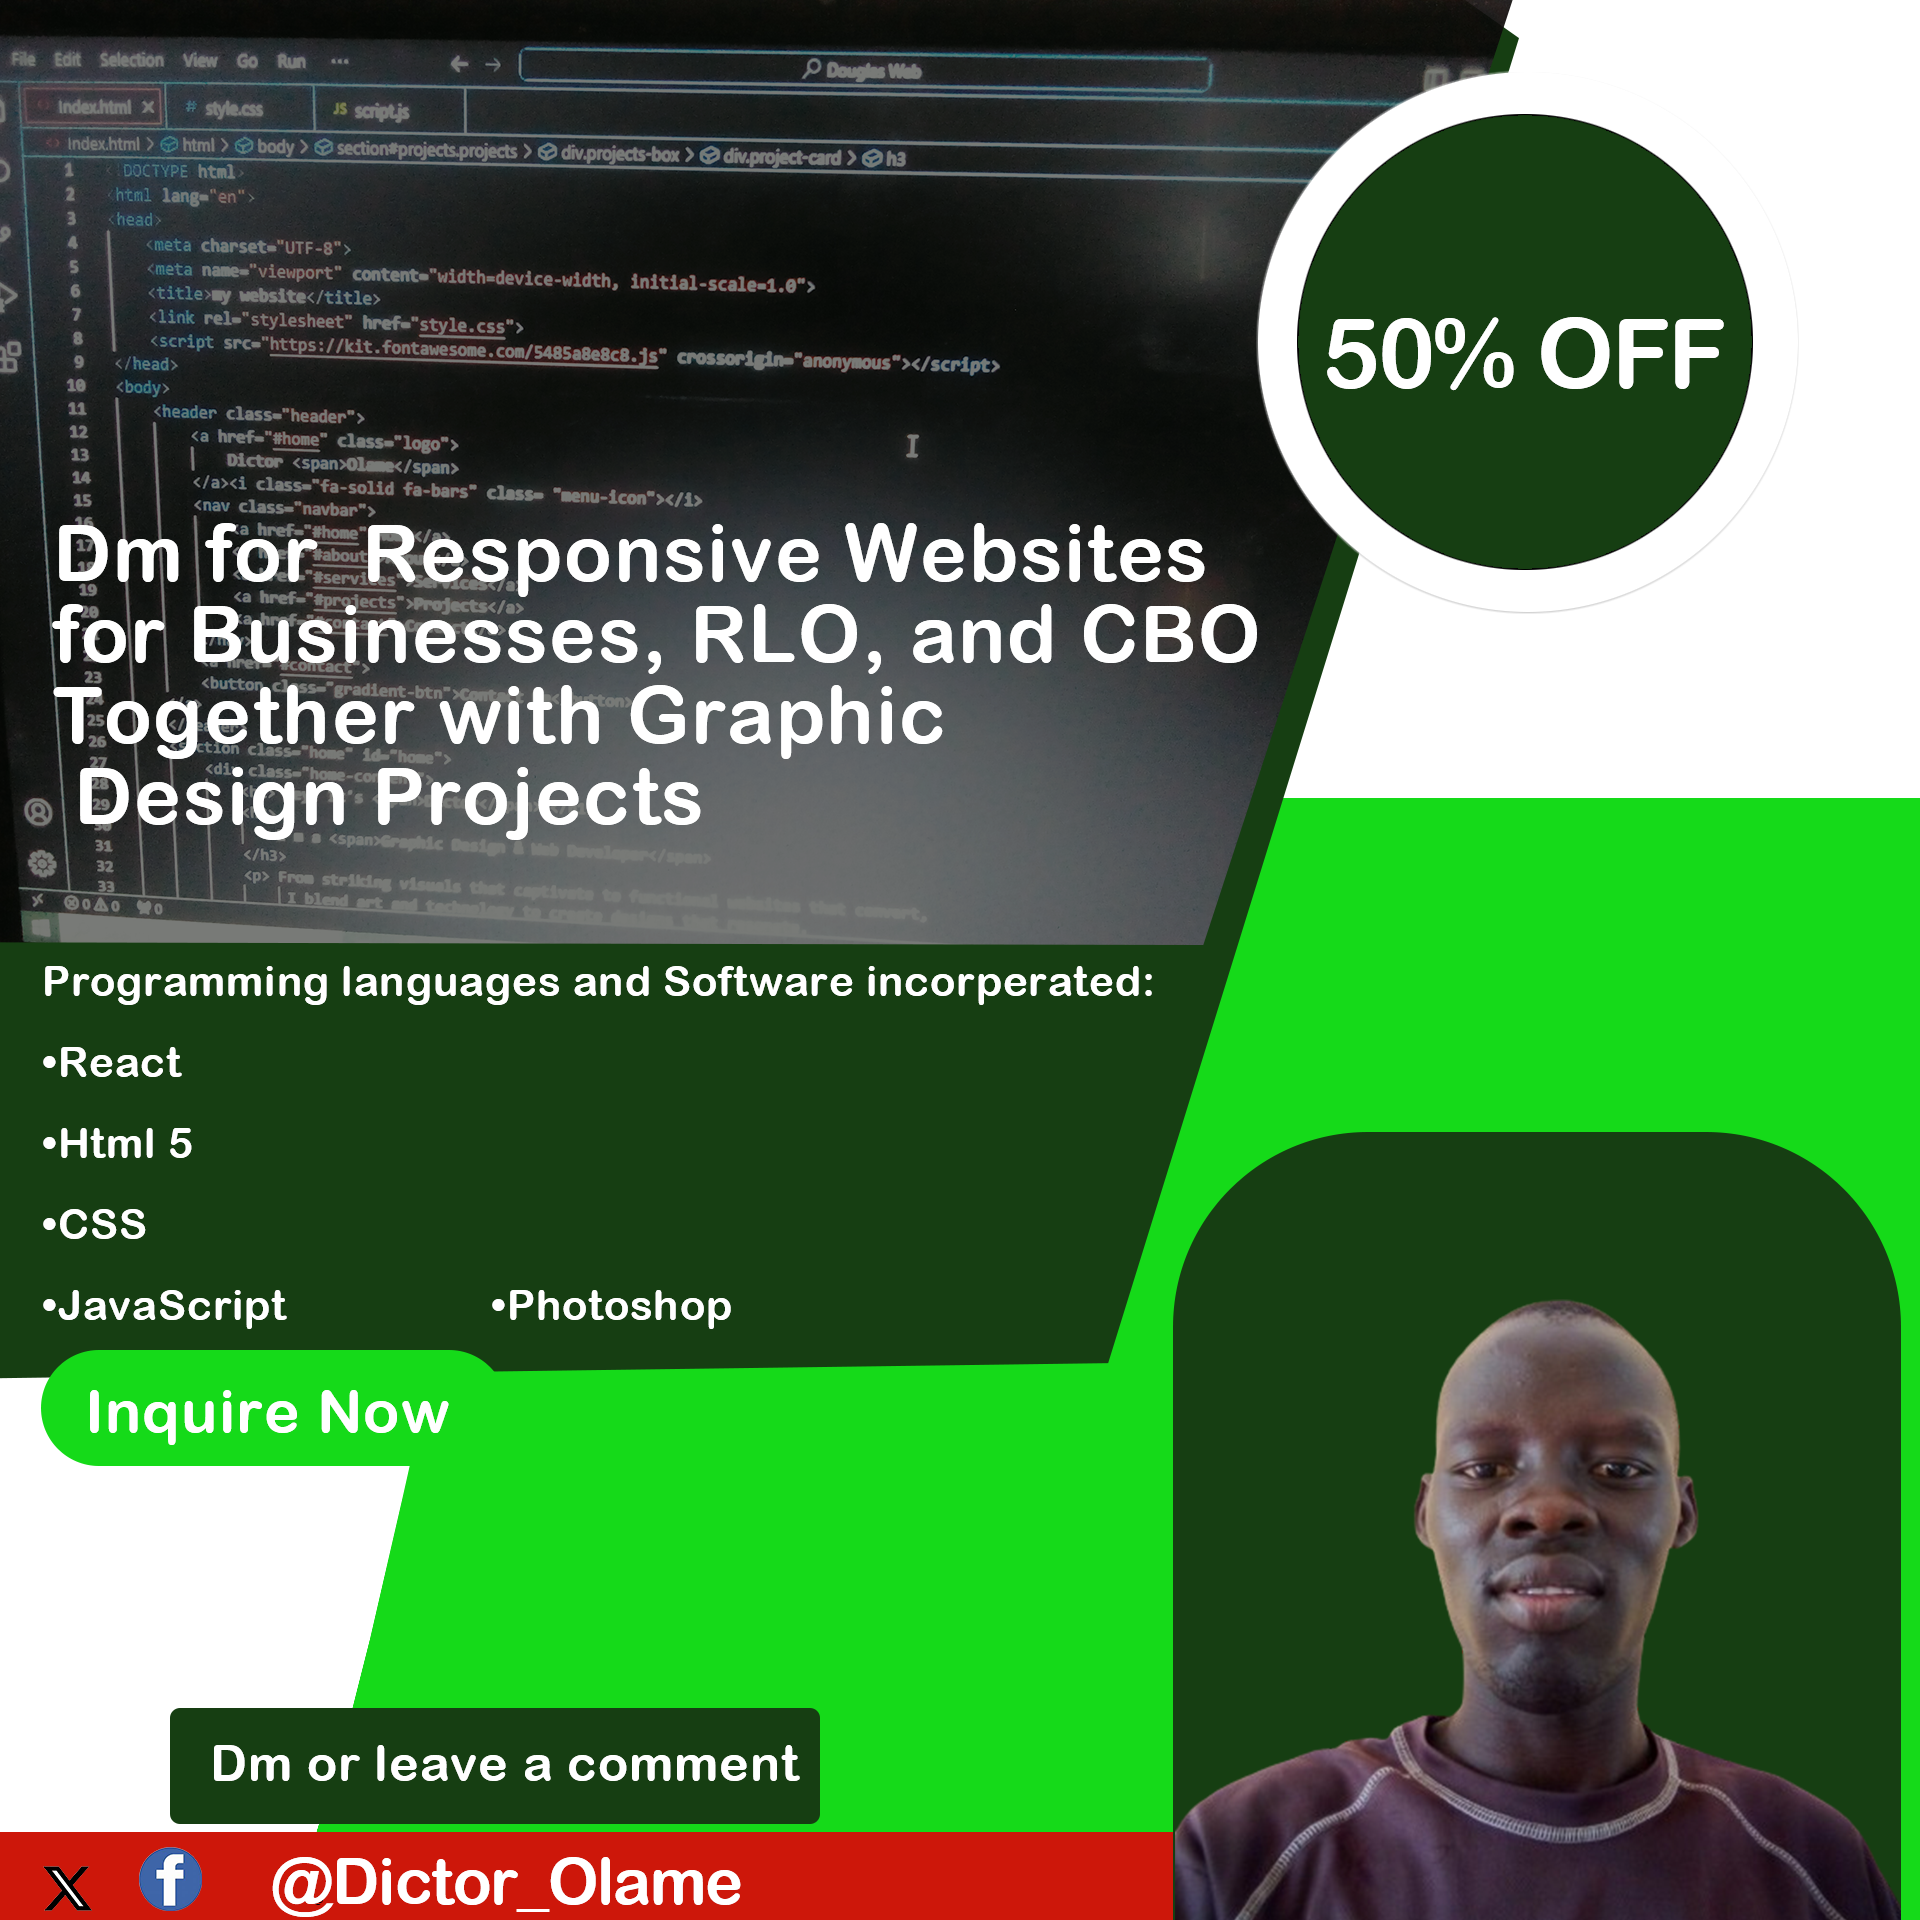 File Edit Selection View Go Run ... Douglas Web
Index.html # style.css JS script.js
Index.html > html > body > section#projects.projects > div.projects-box > div.project-card > h3
1 <!DOCTYPE html>
2 <html lang="en">
3 <head>
4 <meta charset="UTF-8">
5 <meta name="viewport" content="width=device-width, initial-scale=1.0">
6 <title>my website</title>
7 <link rel="stylesheet" href="style.css">
8 <script src="https://kit.fontawesome.com/5485a8e8c8.js" crossorigin="anonymous"></script>
9 </head>
10 <body>
11 <header class="header">
12 <a href="#home" class="logo">
13 Dictor <span>Olame</span>
14 </a><i class="fa-solid fa-bars" class= "menu-icon"></i>
15 <nav class="navbar">
16 <a href="#home"
17 "#about
18 href="#services">Services</a>
19 <a href="#projects">Projects</a>
20 <a
23 <button class="gradient-btn">Contact
25
26 <section class="home" id="home">
27 <div class="home-content">
28
29
30 I'm a <span>Graphic Design & Web Developer</span>
31 </h3>
32 <p> From striking visuals that captivate to functional websites that convert,
33 I blend art and technology to create designs that
0 0 0
50% OFF
Dm for Responsive Websites
for Businesses, RLO, and CBO
Together with Graphic
Design Projects
Programming languages and Software incorperated:
•React
•Html 5
•CSS
•JavaScript •Photoshop
Inquire Now
Dm or leave a comment
@Dictor_Olame